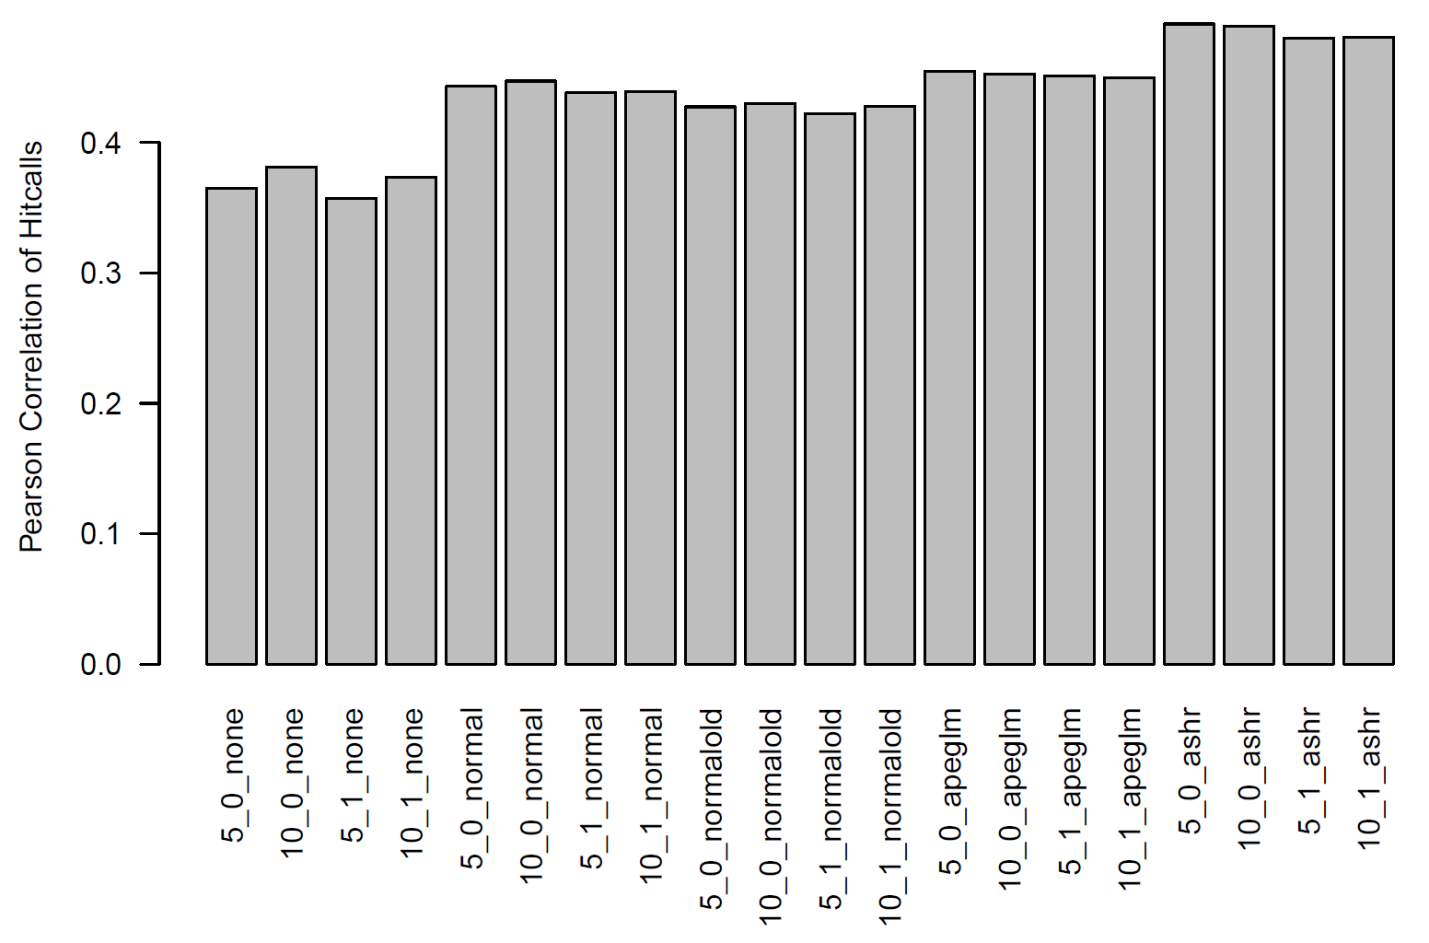 Pearson Correlation of Hitcalls
0.4
0.3
0.2
0.1
0.0
5_0_none
10_0_none
5_1_none
10_1_none
5_0_normal
10_0_normal
5_1_normal
10_1_normal
5_0_normalold
10_0_normalold
5_1_normalold
10_1_normalold
5_0_apeglm
10_0_apeglm
5_1_apeglm
10_1_apeglm
5_0_ashr
10_0_ashr
5_1_ashr
10_1_ashr